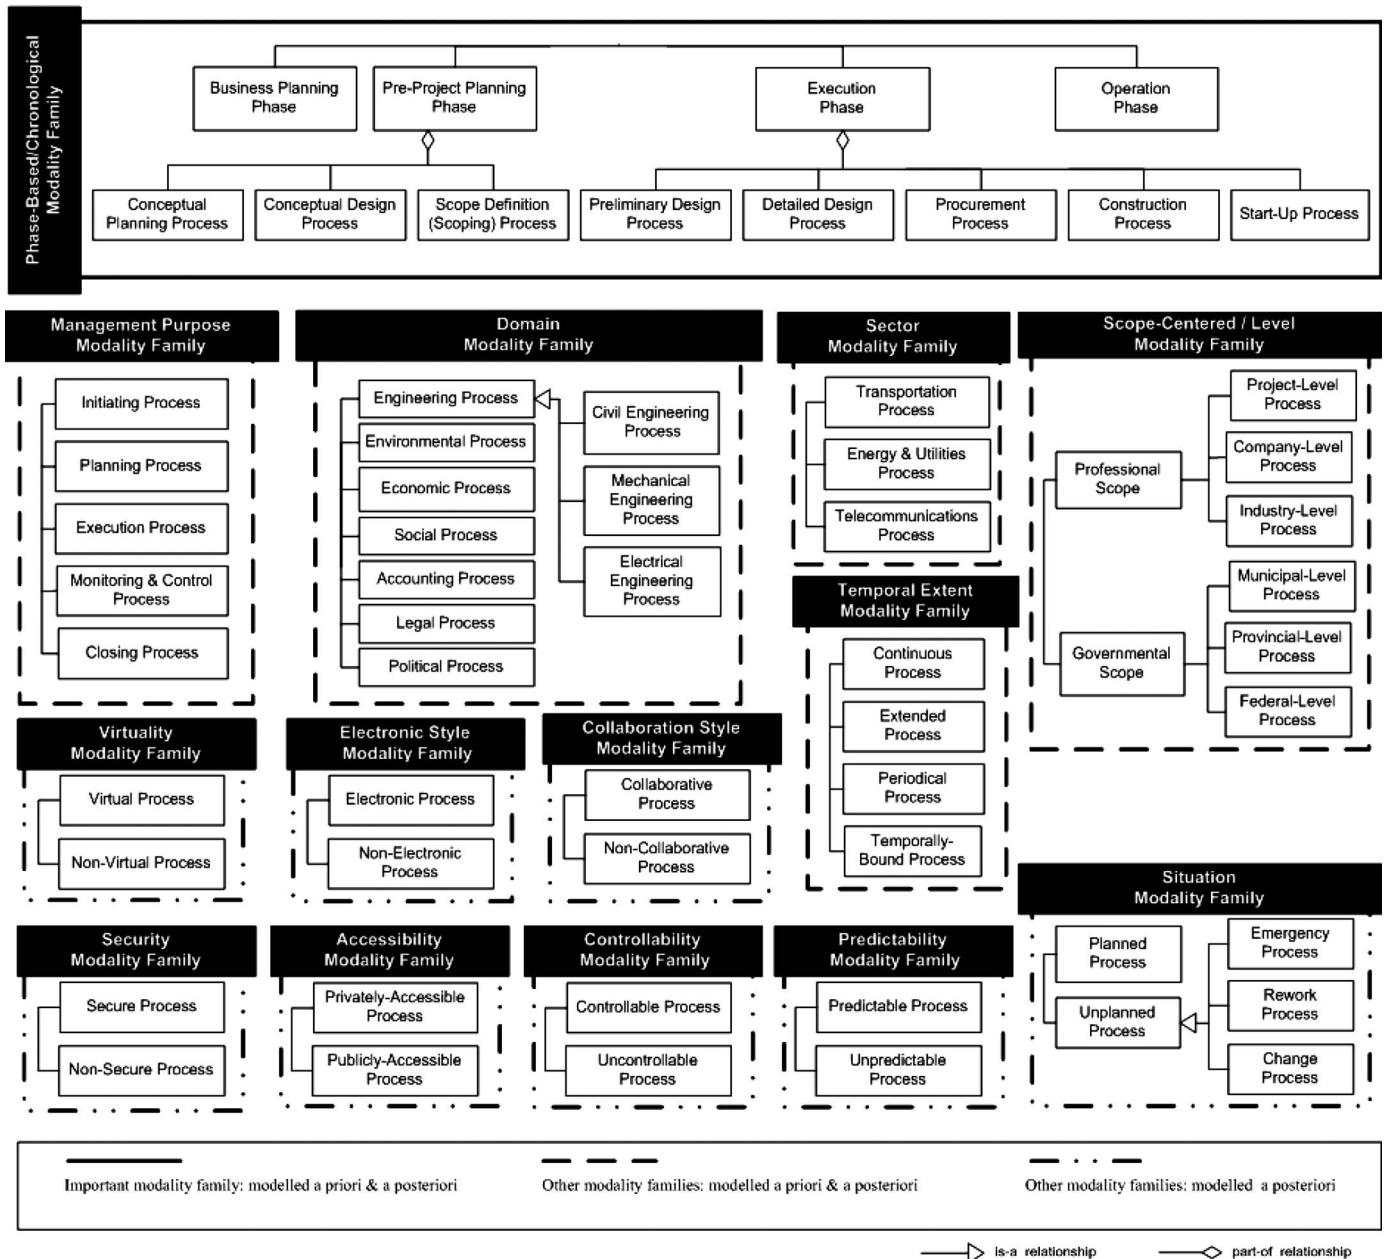 Phase-Based/Chronological
Modality Family
Business Planning
Phase
Pre-Project Planning
Phase
Execution
Phase
Operation
Phase
Conceptual
Planning Process
Conceptual Design
Process
Scope Definition
(Scoping) Process
Preliminary Design
Process
Detailed Design
Process
Procurement
Process
Construction
Process
Start-Up Process
Management Purpose
Modality Family
Initiating Process
Planning Process
Execution Process
Monitoring & Control
Process
Closing Process
Domain
Modality Family
Engineering Process
Environmental Process
Economic Process
Social Process
Accounting Process
Legal Process
Political Process
Civil Engineering
Process
Mechanical
Engineering
Process
Electrical
Engineering
Process
Sector
Modality Family
Transportation
Process
Energy & Utilities
Process
Telecommunications
Process
Scope-Centered / Level
Modality Family
Professional
Scope
Project-Level
Process
Company-Level
Process
Industry-Level
Process
Governmental
Scope
Municipal-Level
Process
Provincial-Level
Process
Federal-Level
Process
Temporal Extent
Modality Family
Continuous
Process
Extended
Process
Periodical
Process
Temporally-
Bound Process
Virtuality
Modality Family
Virtual Process
Non-Virtual Process
Electronic Style
Modality Family
Electronic Process
Non-Electronic
Process
Collaboration Style
Modality Family
Collaborative
Process
Non-Collaborative
Process
Situation
Modality Family
Planned
Process
Unplanned
Process
Emergency
Process
Rework
Process
Change
Process
Security
Modality Family
Secure Process
Non-Secure Process
Accessibility
Modality Family
Privately-Accessible
Process
Publicly-Accessible
Process
Controllability
Modality Family
Controllable Process
Uncontrollable
Process
Predictability
Modality Family
Predictable Process
Unpredictable
Process
Important modality family: modelled a priori & a posteriori
Other modality families: modelled a priori & a posteriori
Other modality families: modelled a posteriori
is-a relationship
part-of relationship